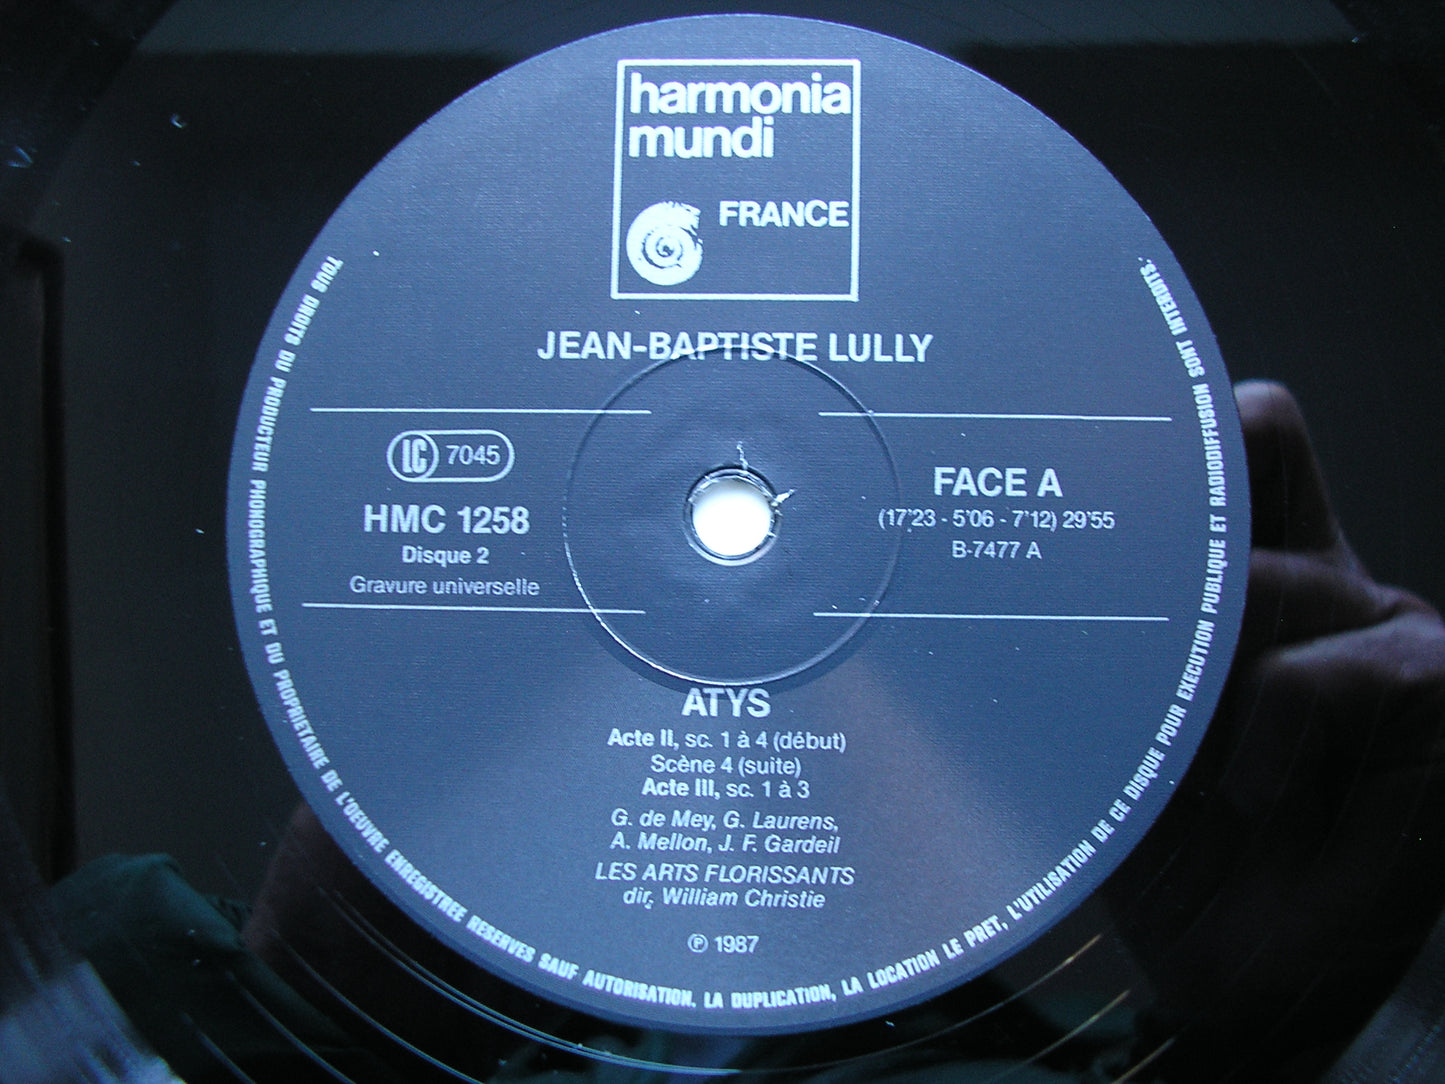 harmonia
mundi
FRANCE
JEAN-BAPTISTE LULLY
LC 7045
HMC 1258
Disque 2
Gravure universelle
FACE A
(17'23 - 5'06 - 7'12) 29'55
B-7477 A
ATYS
Acte II, sc. 1 à 4 (début)
Scène 4 (suite)
Acte III, sc. 1 à 3
G. de Mey, G. Laurens,
A. Mellon, J. F. Gardeil
LES ARTS FLORISSANTS
dir. William Christie
℗ 1987
TOUS DROITS DU PRODUCTEUR PHONOGRAPHIQUE ET DU PROPRIETAIRE DE L'OEUVRE ENREGISTREE RESERVES SAUF AUTORISATION. LA DUPLICATION, LA LOCATION LE PRET, L'UTILISATION DE CE DISQUE POUR EXECUTION PUBLIQUE ET RADIODIFFUSION SONT INTERDITS.